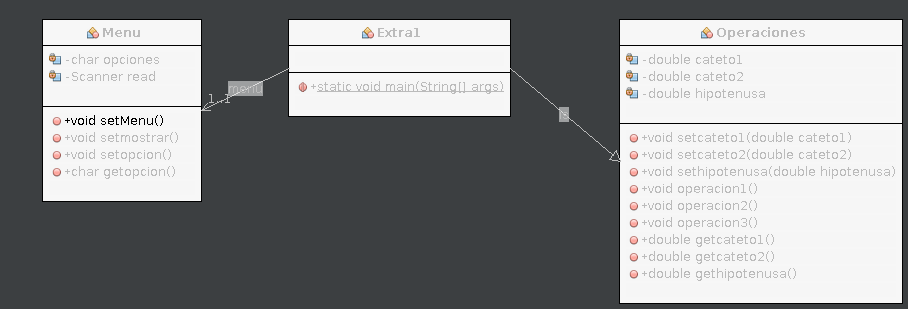 Menu
-char opciones
-Scanner read
+void setMenu()
+void setmostrar()
+void setopcion()
+char getopcion()
menu
1..1
Extra1
+static void main(String[] args)
s
Operaciones
-double cateto1
-double cateto2
-double hipotenusa
+void setcateto1(double cateto1)
+void setcateto2(double cateto2)
+void sethipotenusa(double hipotenusa)
+void operacion1()
+void operacion2()
+void operacion3()
+double getcateto1()
+double getcateto2()
+double gethipotenusa()